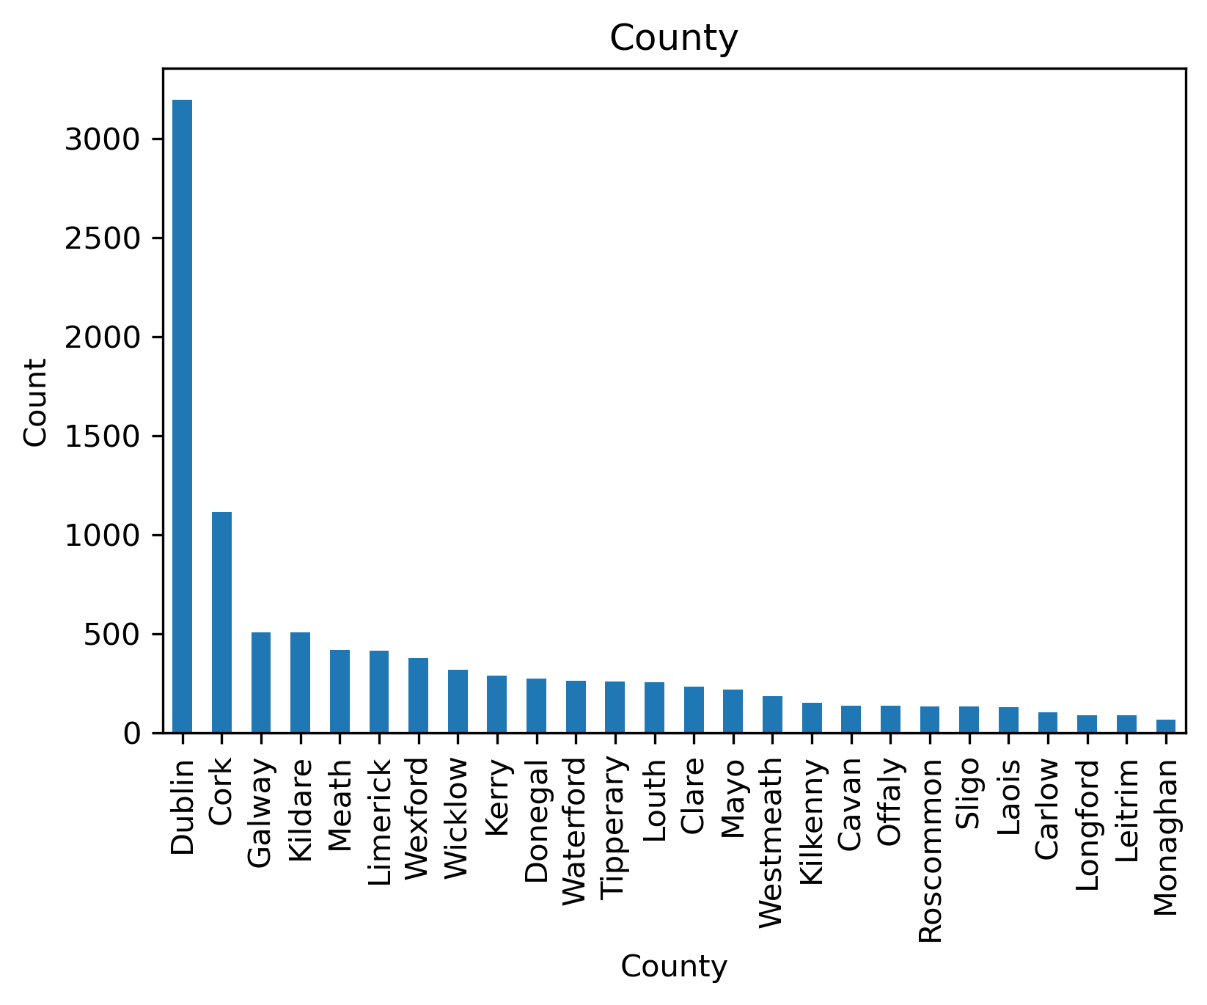 County
3000
2500
2000
1500
1000
500
0
Count
Dublin
Cork
Galway
Kildare
Meath
Limerick
Wexford
Wicklow
Kerry
Donegal
Waterford
Tipperary
Louth
Clare
Mayo
Westmeath
Kilkenny
Cavan
Offaly
Roscommon
Sligo
Laois
Carlow
Longford
Leitrim
Monaghan
County